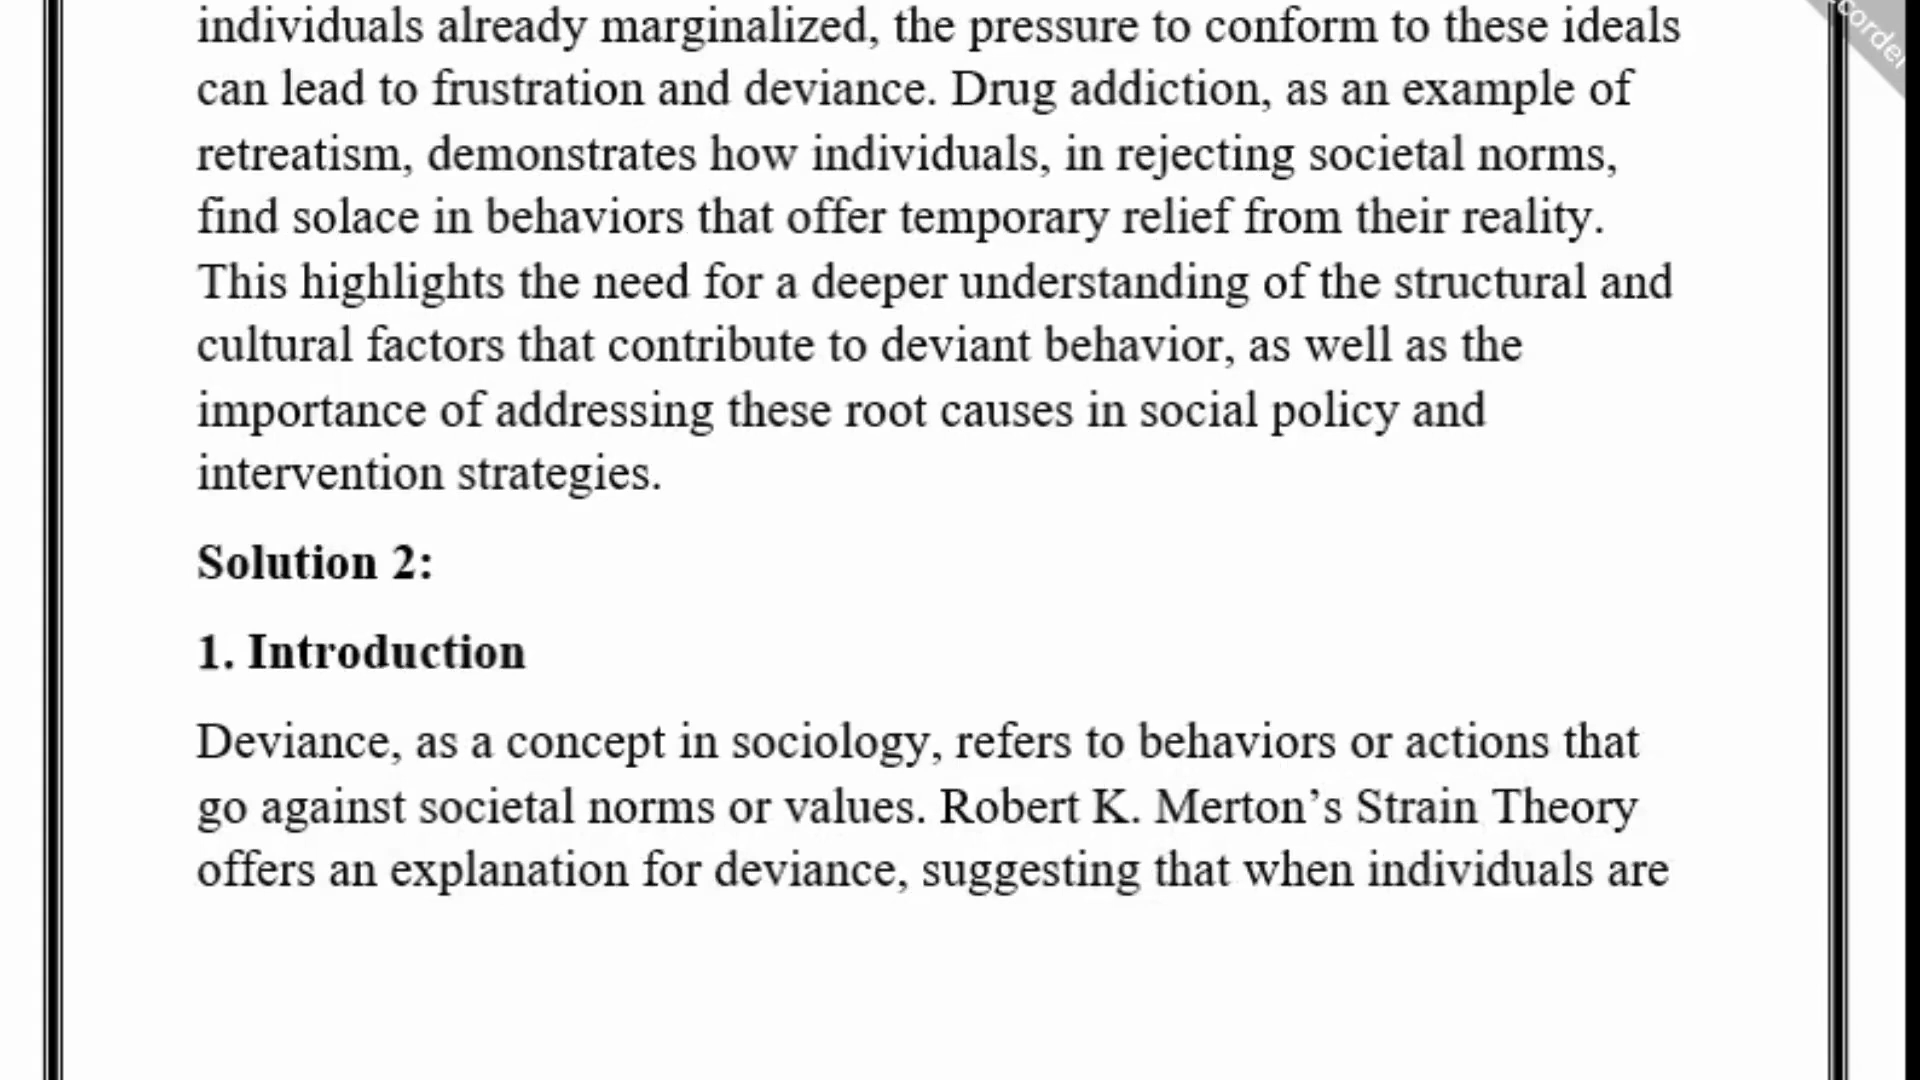 individuals already marginalized, the pressure to conform to these ideals
can lead to frustration and deviance. Drug addiction, as an example of
retreatism, demonstrates how individuals, in rejecting societal norms,
find solace in behaviors that offer temporary relief from their reality.
This highlights the need for a deeper understanding of the structural and
cultural factors that contribute to deviant behavior, as well as the
importance of addressing these root causes in social policy and
intervention strategies.
Solution 2:
1. Introduction
Deviance, as a concept in sociology, refers to behaviors or actions that
go against societal norms or values. Robert K. Merton’s Strain Theory
offers an explanation for deviance, suggesting that when individuals are